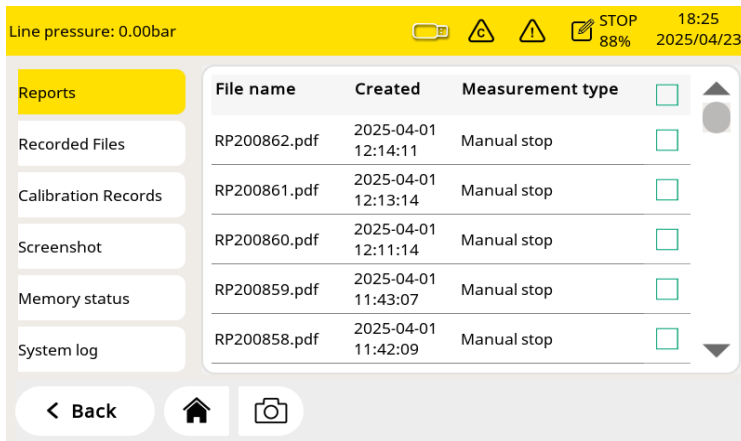 Line pressure: 0.00bar
C
!
STOP
88%
18:25
2025/04/23
Reports
Recorded Files
Calibration Records
Screenshot
Memory status
System log
File name Created Measurement type
RP200862.pdf 2025-04-01 12:14:11 Manual stop
RP200861.pdf 2025-04-01 12:13:14 Manual stop
RP200860.pdf 2025-04-01 12:11:14 Manual stop
RP200859.pdf 2025-04-01 11:43:07 Manual stop
RP200858.pdf 2025-04-01 11:42:09 Manual stop
Back